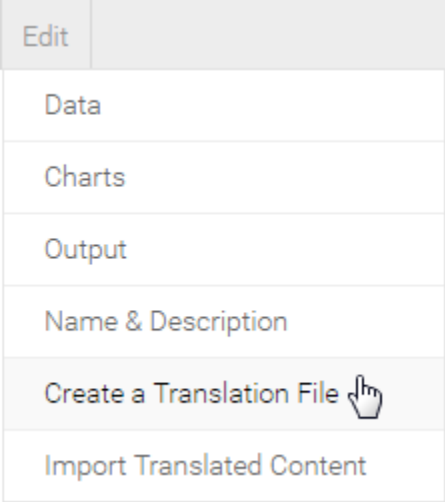 Edit
Data
Charts
Output
Name & Description
Create a Translation File
Import Translated Content